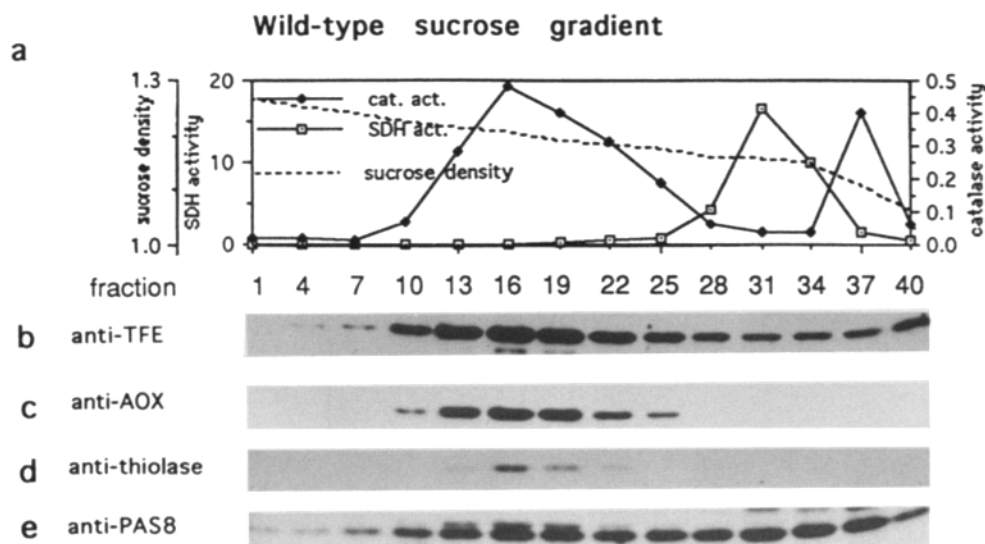 Wild-type sucrose gradient
a
sucrose density
1.3
1.0
SDH activity
20
10
0
cat. act.
SDH act.
sucrose density
0.5
0.4
0.3
0.2
0.1
0.0
catalase activity
fraction 1 4 7 10 13 16 19 22 25 28 31 34 37 40
b anti-TFE
c anti-AOX
d anti-thiolase
e anti-PAS8